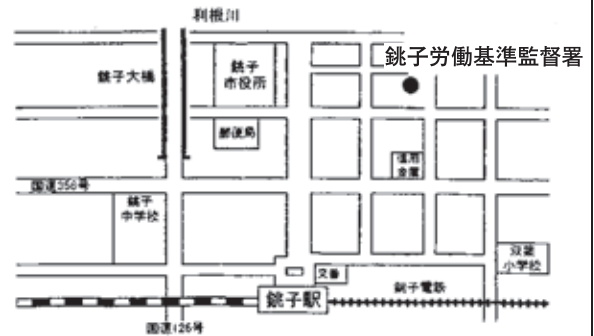 利根川
銚子労働基準監督署
銚子大橋
銚子
市役所
郵便局
信用
金庫
国道356号
銚子
中学校
双葉
小学校
交番
銚子電鉄
銚子駅
国道126号